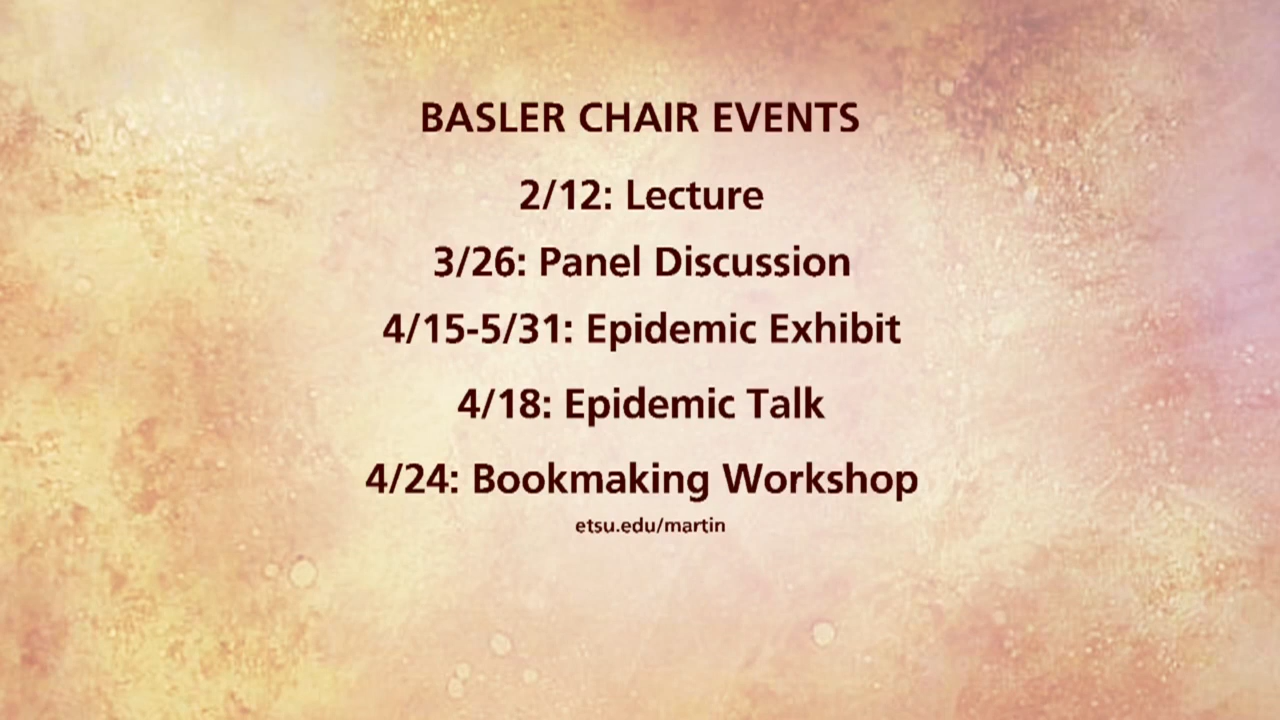 BASLER CHAIR EVENTS
2/12: Lecture
3/26: Panel Discussion
4/15-5/31: Epidemic Exhibit
4/18: Epidemic Talk
4/24: Bookmaking Workshop
etsu.edu/martin